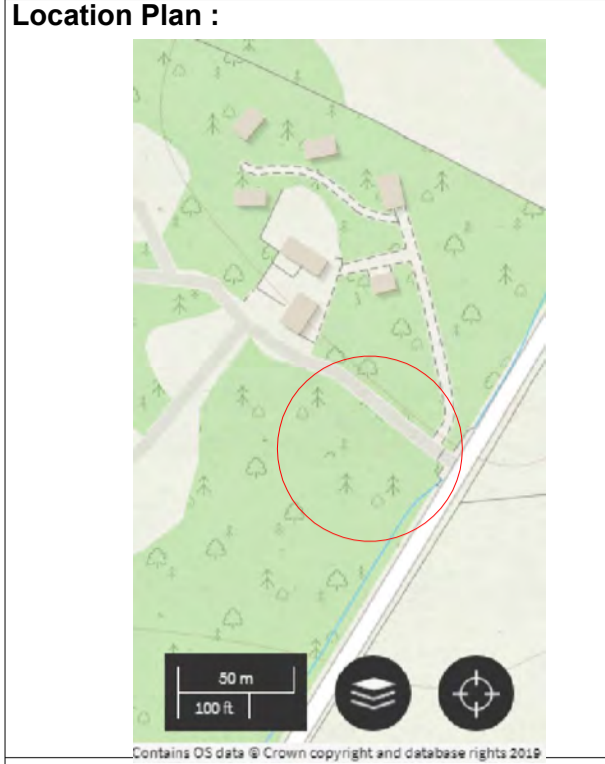 Location Plan :
50 m
100 ft
Contains OS data © Crown copyright and database rights 2019